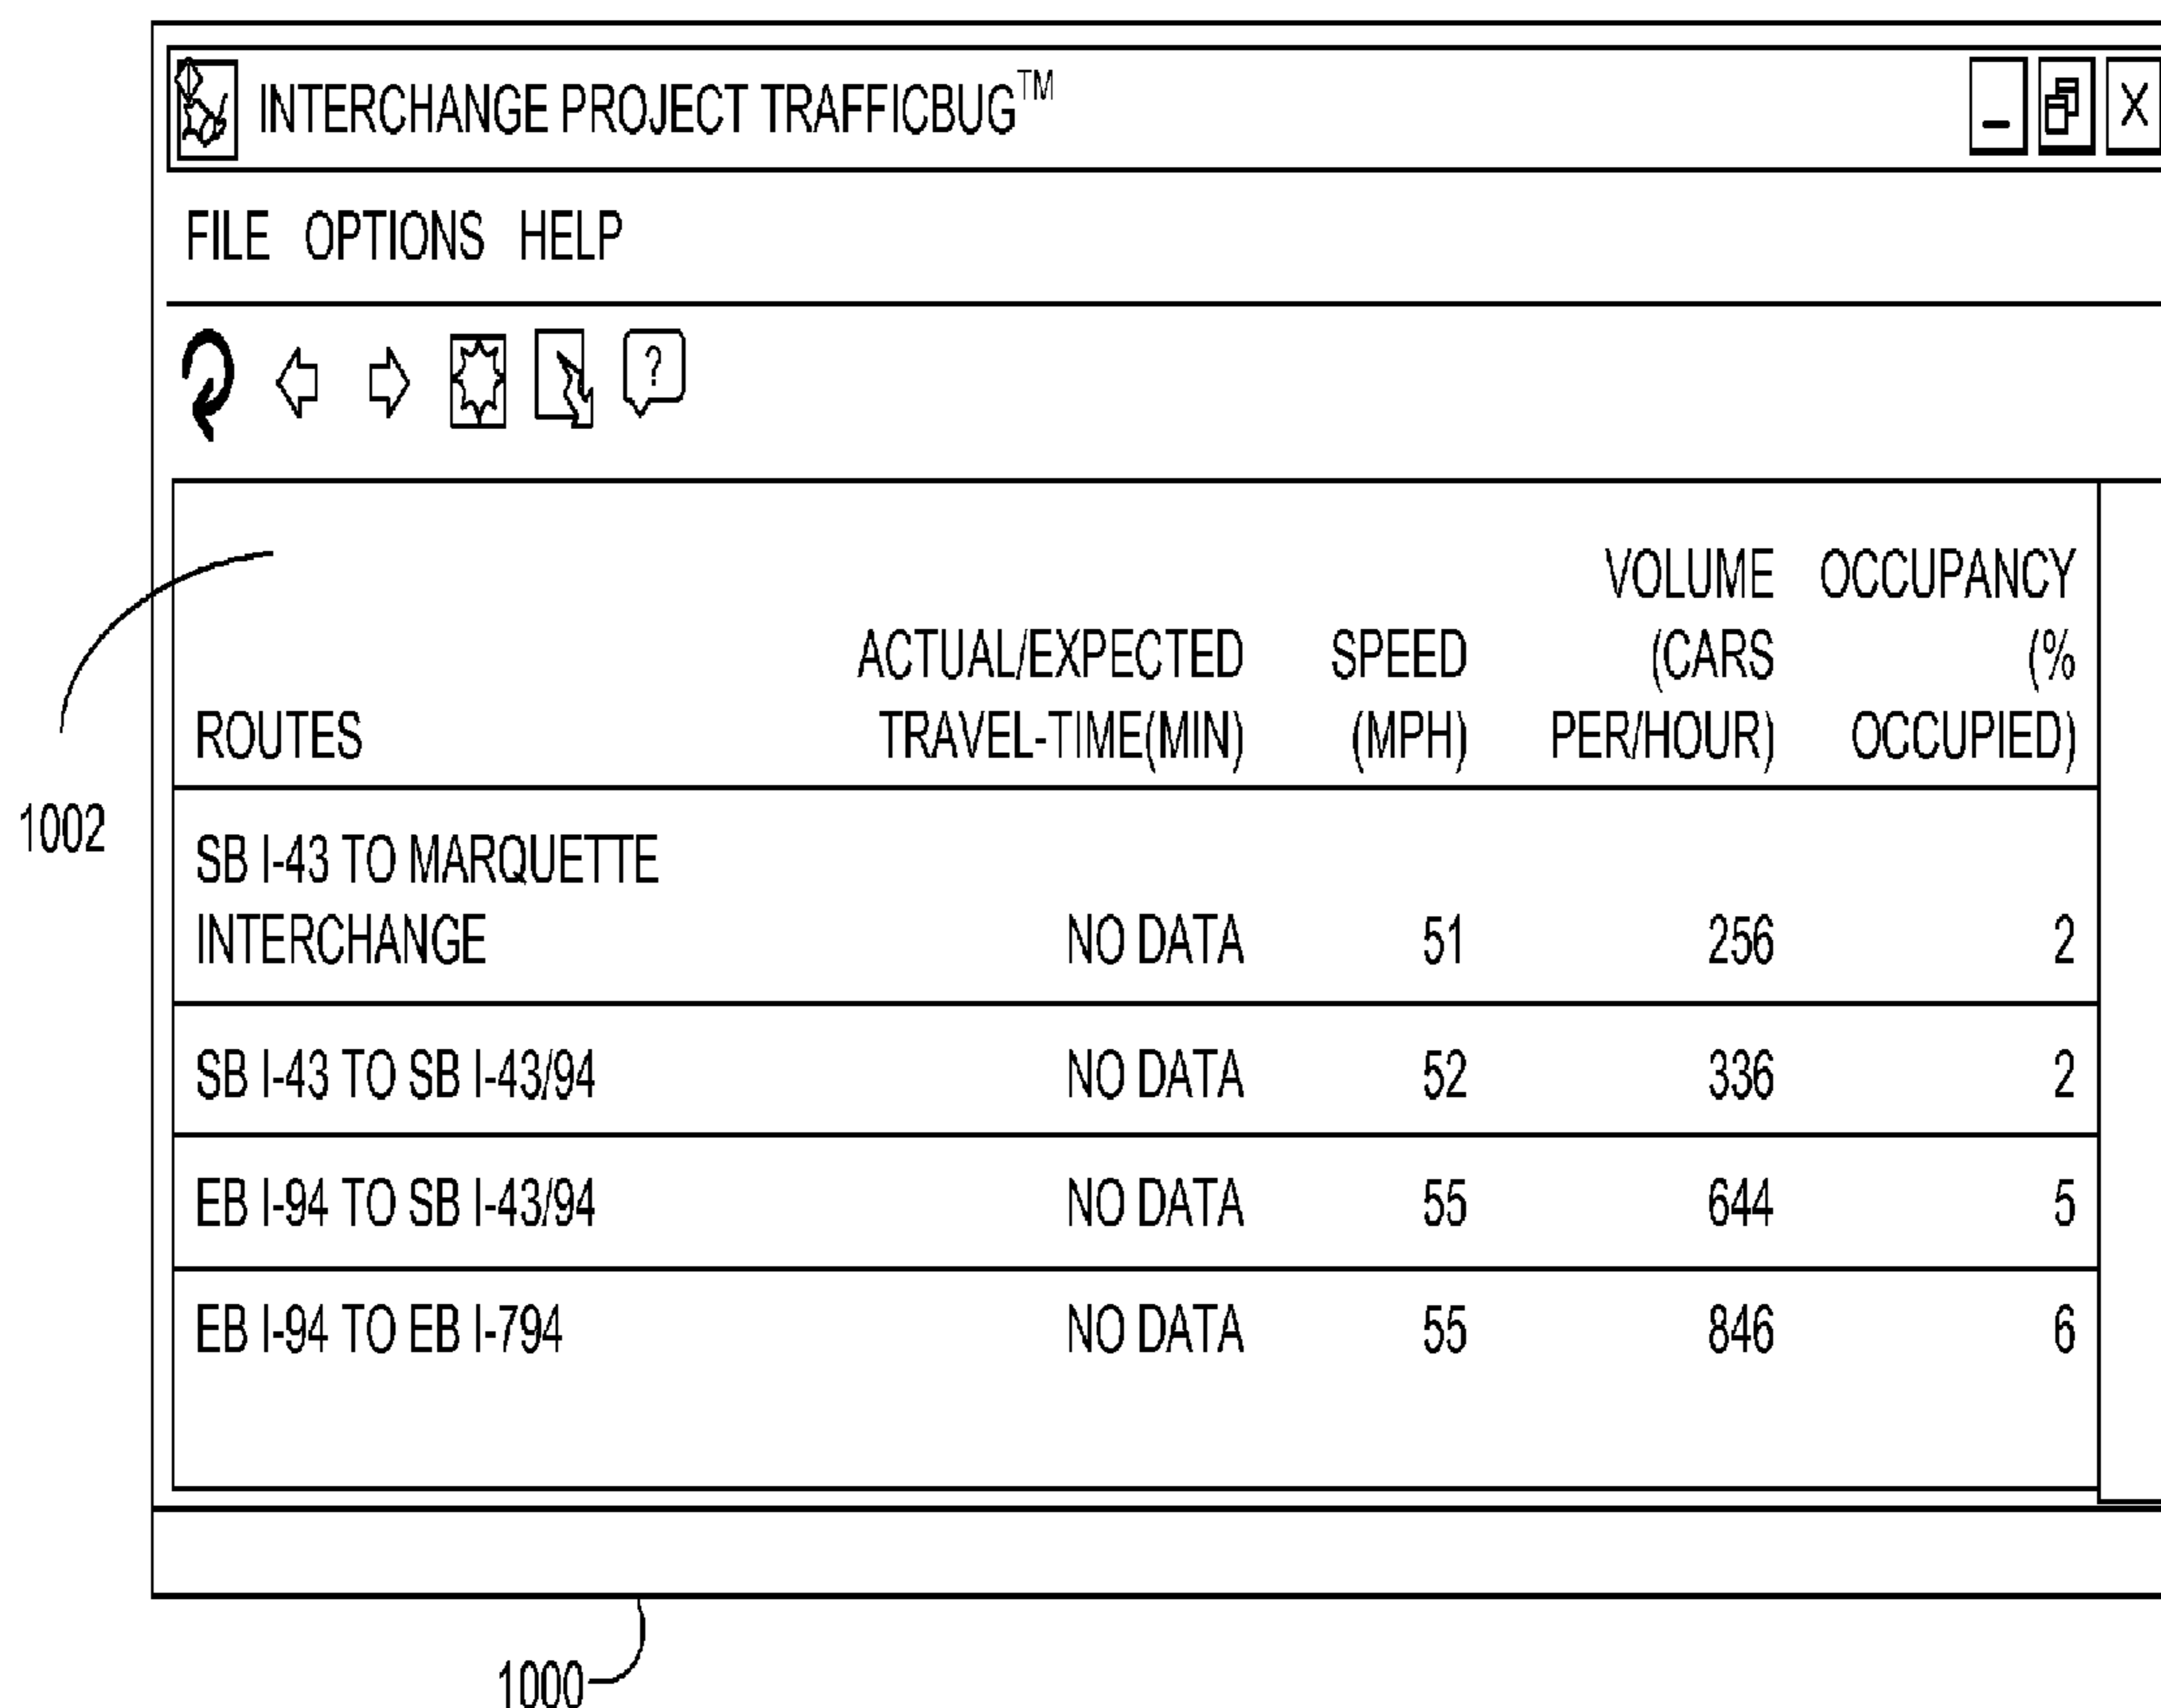 INTERCHANGE PROJECT TRAFFICBUG™
X
FILE OPTIONS HELP
?
VOLUME OCCUPANCY
ACTUAL/EXPECTED SPEED (CARS (%
ROUTES TRAVEL-TIME(MIN) (MPH) PER/HOUR) OCCUPIED)
1002
SB I-43 TO MARQUETTE
INTERCHANGE NO DATA 51 256 2
SB I-43 TO SB I-43/94 NO DATA 52 336 2
EB I-94 TO SB I-43/94 NO DATA 55 644 5
EB I-94 TO EB I-794 NO DATA 55 846 6
1000